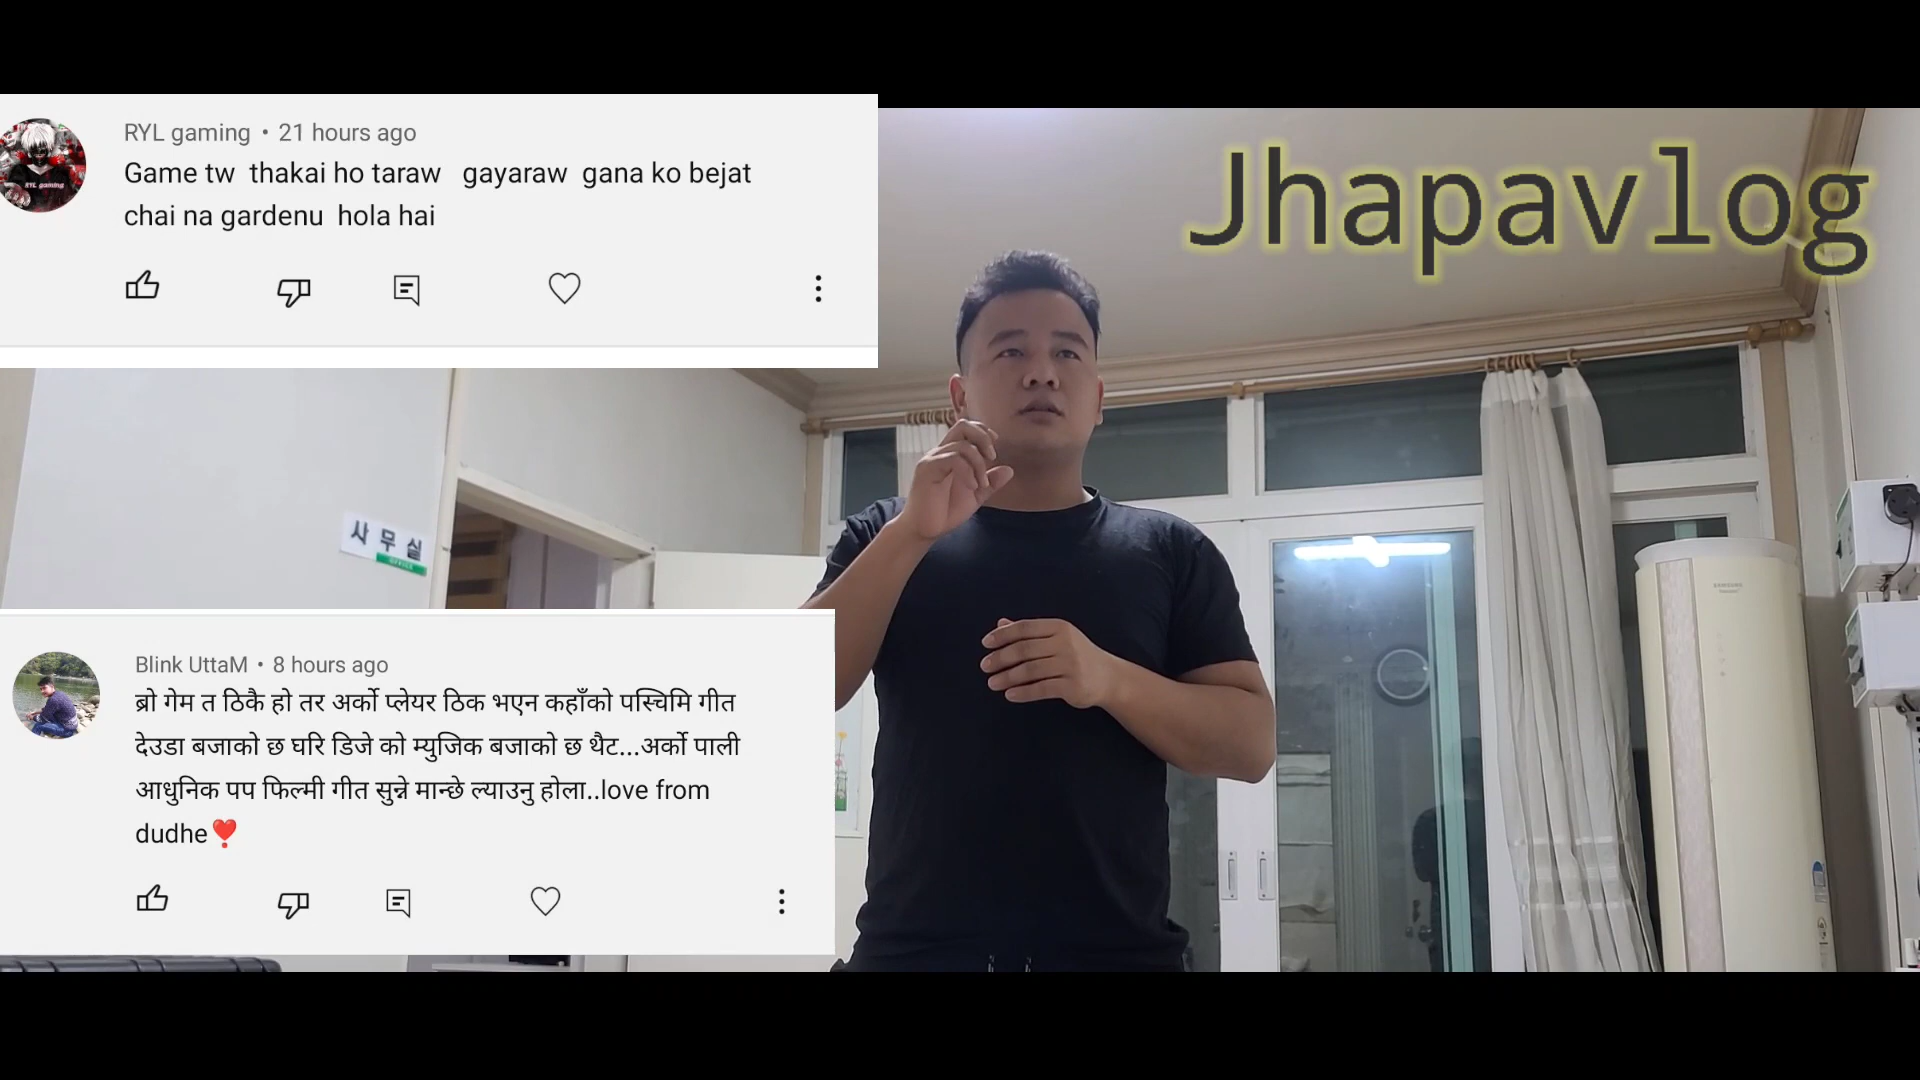 RYL gaming • 21 hours ago
Game tw thakai ho taraw gayaraw gana ko bejat
chai na gardenu hola hai
Jhapavlog
사무실
OFFICE
SAMSUNG
Blink UttaM • 8 hours ago
ब्रो गेम त ठिकै हो तर अर्को प्लेयर ठिक भएन कहाँको पस्चिमि गीत
देउडा बजाको छ घरि डिजे को म्युजिक बजाको छ थैट...अर्को पाली
आधुनिक पप फिल्मी गीत सुन्ने मान्छे ल्याउनु होला..love from
dudhe❣️